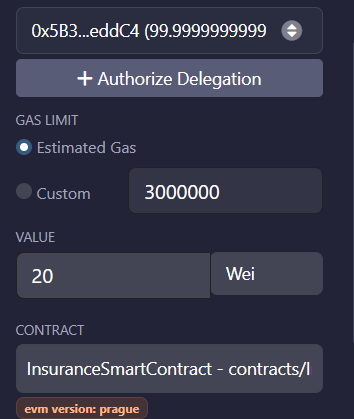 0x5B3...eddC4 (99.9999999999
+ Authorize Delegation
GAS LIMIT
Estimated Gas
Custom 3000000
VALUE
20 Wei
CONTRACT
InsuranceSmartContract - contracts/I
evm version: prague